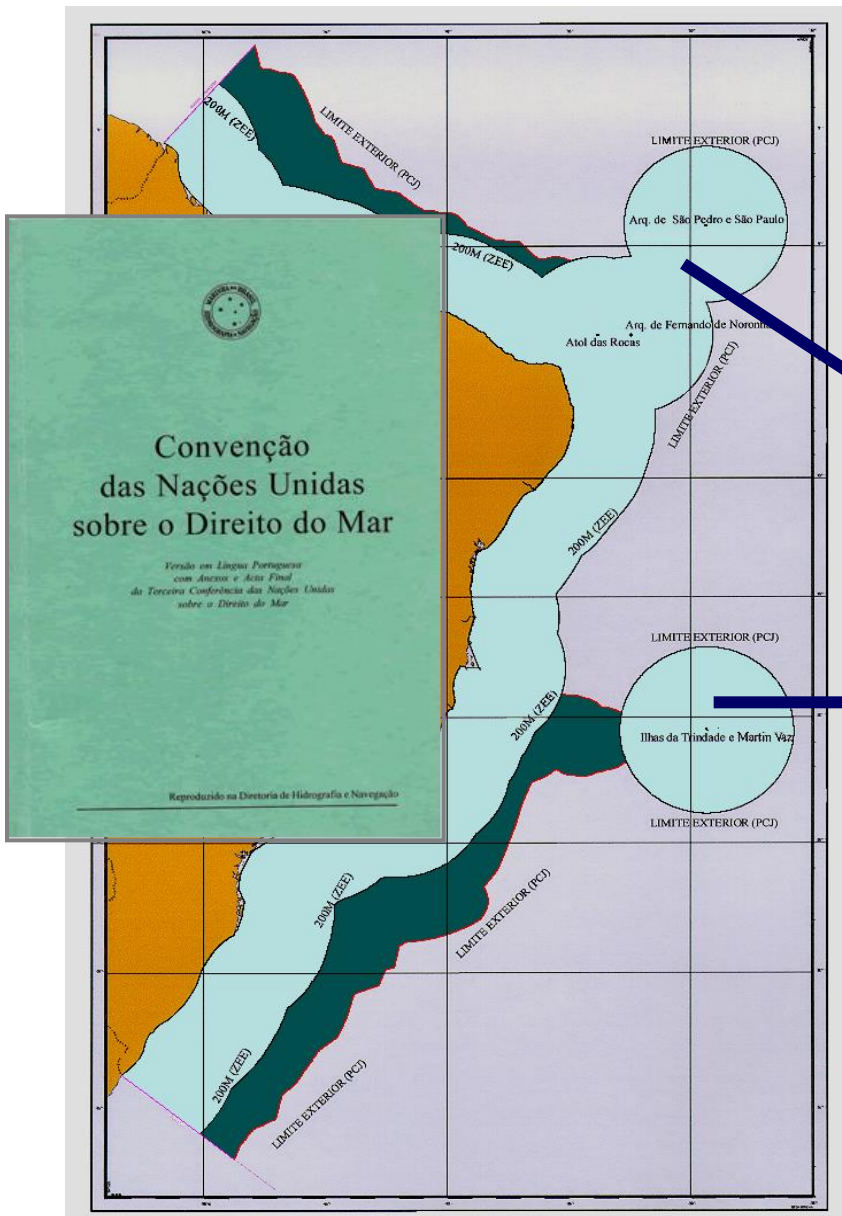 200M (ZEE)
LIMITE EXTERIOR (PCJ)
LIMITE EXTERIOR (PCJ)
Arq. de São Pedro e São Paulo
200M (ZEE)
Arq. de Fernando de Noronha
Atol das Rocas
LIMITE EXTERIOR (PCJ)
Convenção
das Nações Unidas
sobre o Direito do Mar
Versão em Língua Portuguesa
com Anexos e Acta Final
da Terceira Conferência das Nações Unidas
sobre o Direito do Mar
Reproduzido na Diretoria de Hidrografia e Navegação
200M (ZEE)
LIMITE EXTERIOR (PCJ)
200M (ZEE)
Ilhas da Trindade e Martin Vaz
LIMITE EXTERIOR (PCJ)
200M (ZEE)
LIMITE EXTERIOR (PCJ)
200M (ZEE)
LIMITE EXTERIOR (PCJ)